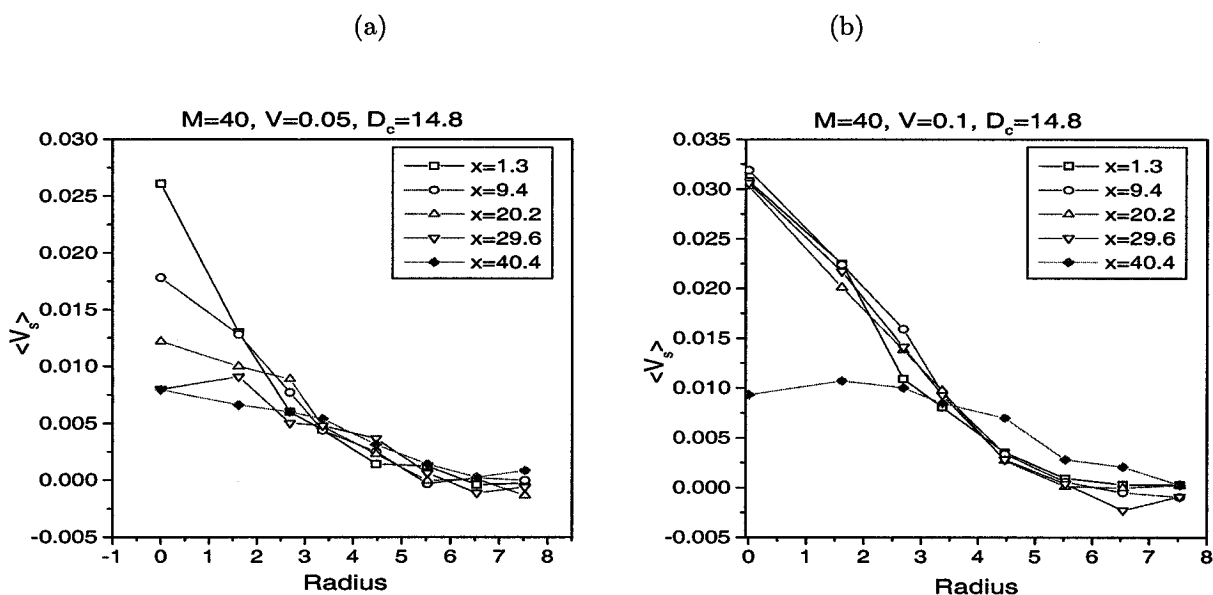 (a)
M=40, V=0.05, D_c=14.8
0.030
0.025
0.020
0.015
0.010
0.005
0.000
-0.005
<V_s>
x=1.3
x=9.4
x=20.2
x=29.6
x=40.4
-1 0 1 2 3 4 5 6 7 8
Radius
(b)
M=40, V=0.1, D_c=14.8
0.035
0.030
0.025
0.020
0.015
0.010
0.005
0.000
-0.005
<V_s>
x=1.3
x=9.4
x=20.2
x=29.6
x=40.4
0 1 2 3 4 5 6 7 8
Radius